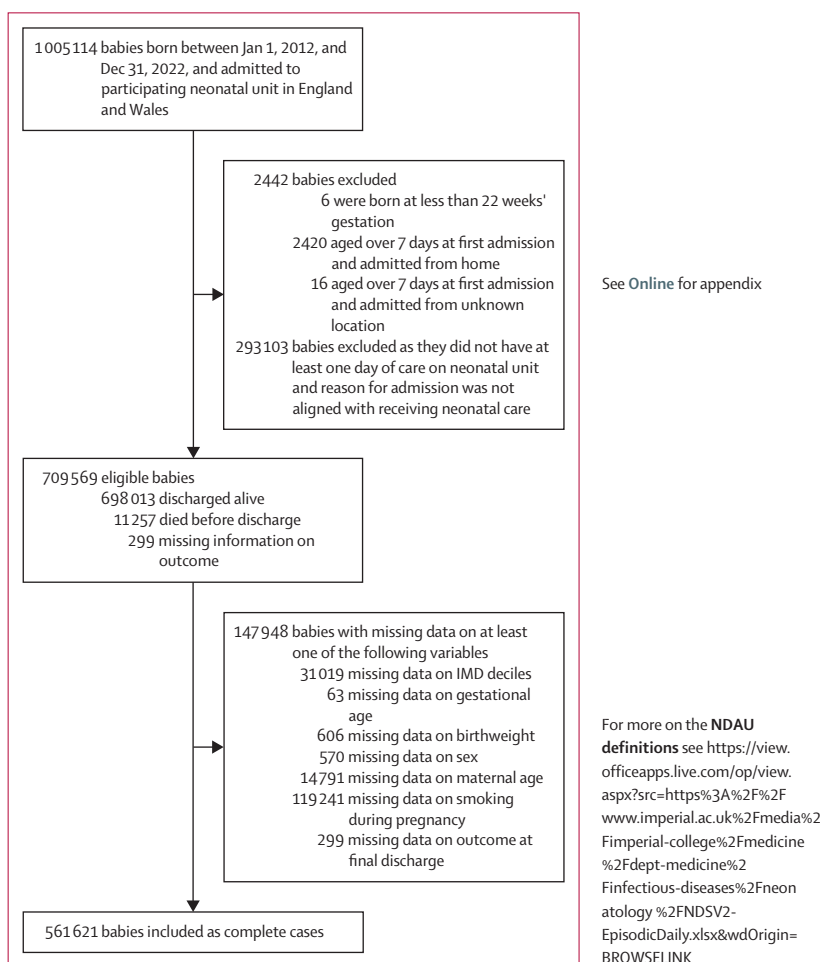 1005114 babies born between Jan 1, 2012, and
Dec 31, 2022, and admitted to
participating neonatal unit in England
and Wales
2442 babies excluded
6 were born at less than 22 weeks'
gestation
2420 aged over 7 days at first admission
and admitted from home
16 aged over 7 days at first admission
and admitted from unknown
location
293103 babies excluded as they did not have at
least one day of care on neonatal unit
and reason for admission was not
aligned with receiving neonatal care
See Online for appendix
709569 eligible babies
698013 discharged alive
11257 died before discharge
299 missing information on
outcome
147948 babies with missing data on at least
one of the following variables
31019 missing data on IMD deciles
63 missing data on gestational
age
606 missing data on birthweight
570 missing data on sex
14791 missing data on maternal age
119241 missing data on smoking
during pregnancy
299 missing data on outcome at
final discharge
561621 babies included as complete cases
For more on the NDAU
definitions see https://view.
officeapps.live.com/op/view.
aspx?src=https%3A%2F%2F
www.imperial.ac.uk%2Fmedia%2
Fimperial-college%2Fmedicine
%2Fdept-medicine%2
Finfectious-diseases%2Fneon
atology %2FNDSV2-
EpisodicDaily.xlsx&wdOrigin=
BROWSELINK